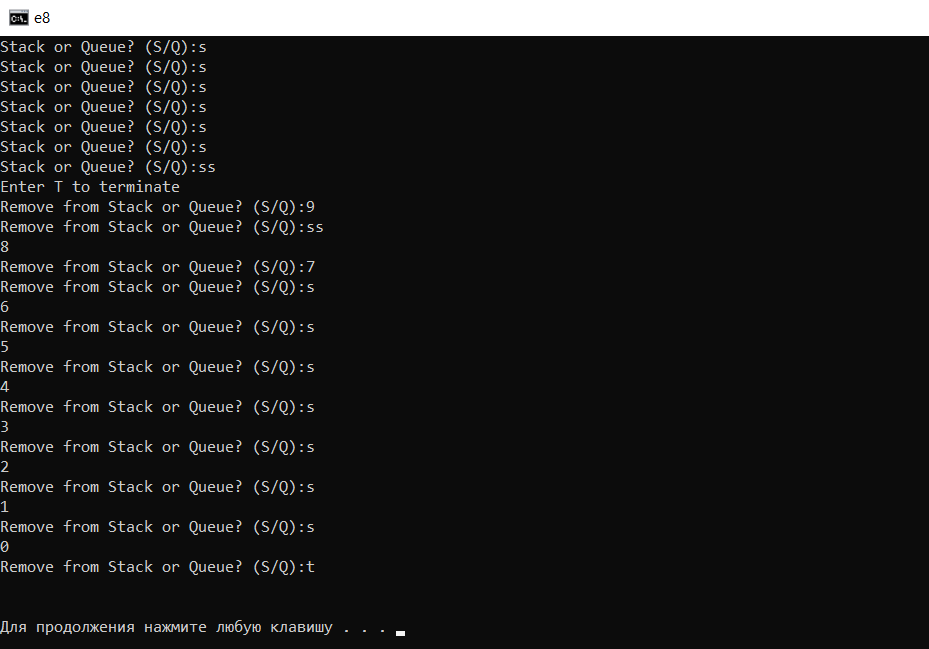 e8
Stack or Queue? (S/Q):s
Stack or Queue? (S/Q):s
Stack or Queue? (S/Q):s
Stack or Queue? (S/Q):s
Stack or Queue? (S/Q):s
Stack or Queue? (S/Q):s
Stack or Queue? (S/Q):ss
Enter T to terminate
Remove from Stack or Queue? (S/Q):9
Remove from Stack or Queue? (S/Q):ss
8
Remove from Stack or Queue? (S/Q):7
Remove from Stack or Queue? (S/Q):s
6
Remove from Stack or Queue? (S/Q):s
5
Remove from Stack or Queue? (S/Q):s
4
Remove from Stack or Queue? (S/Q):s
3
Remove from Stack or Queue? (S/Q):s
2
Remove from Stack or Queue? (S/Q):s
1
Remove from Stack or Queue? (S/Q):s
0
Remove from Stack or Queue? (S/Q):t
Для продолжения нажмите любую клавишу . . .